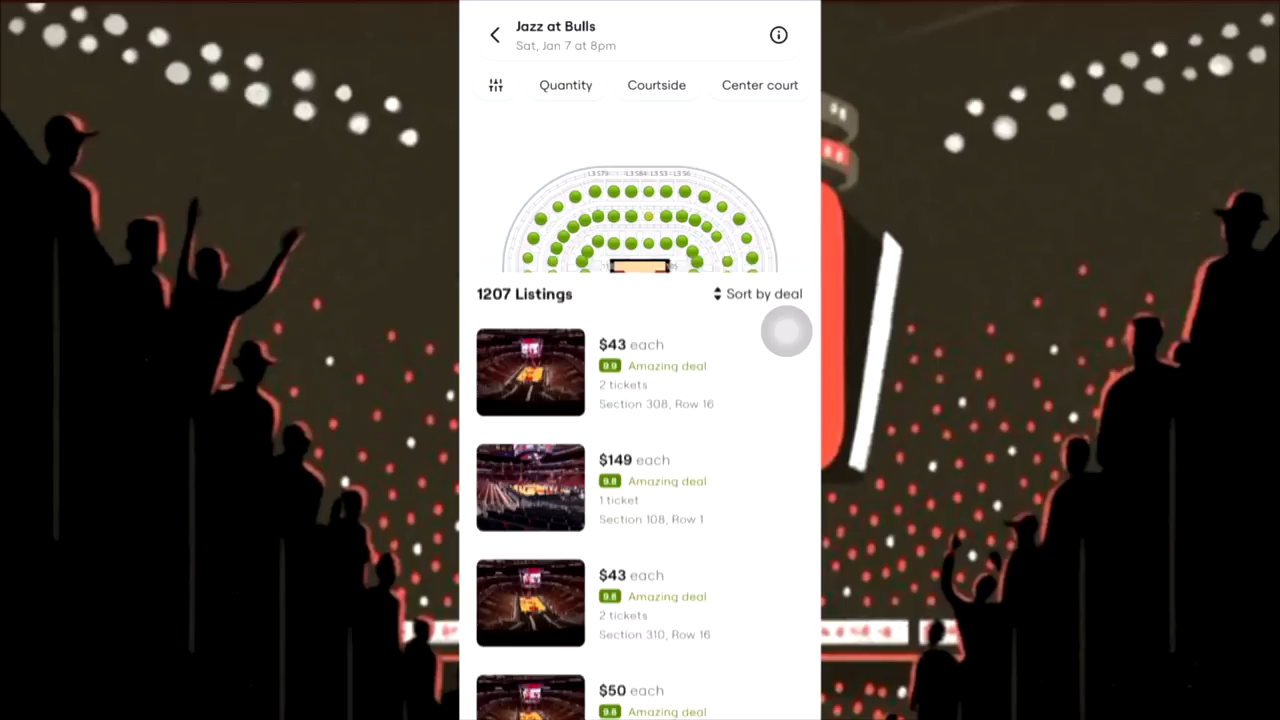 Jazz at Bulls
Sat, Jan 7 at 8pm
Quantity
Courtside
Center court
1207 Listings
Sort by deal
$43 each
9.9 Amazing deal
2 tickets
Section 308, Row 16
$149 each
9.8 Amazing deal
1 ticket
Section 108, Row 1
$43 each
9.8 Amazing deal
2 tickets
Section 310, Row 16
$50 each
9.8 Amazing deal